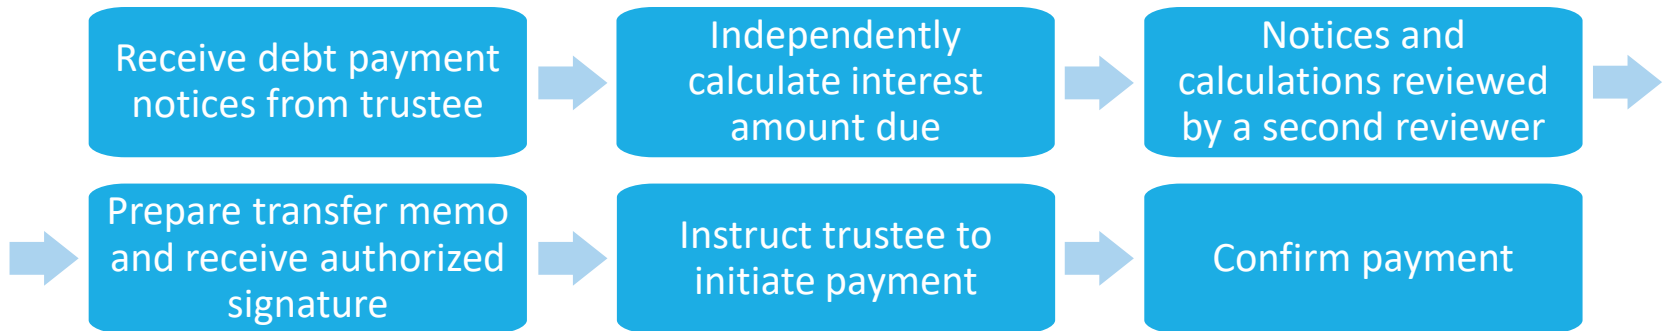 Receive debt payment
notices from trustee
Independently
calculate interest
amount due
Notices and
calculations reviewed
by a second reviewer
Prepare transfer memo
and receive authorized
signature
Instruct trustee to
initiate payment
Confirm payment